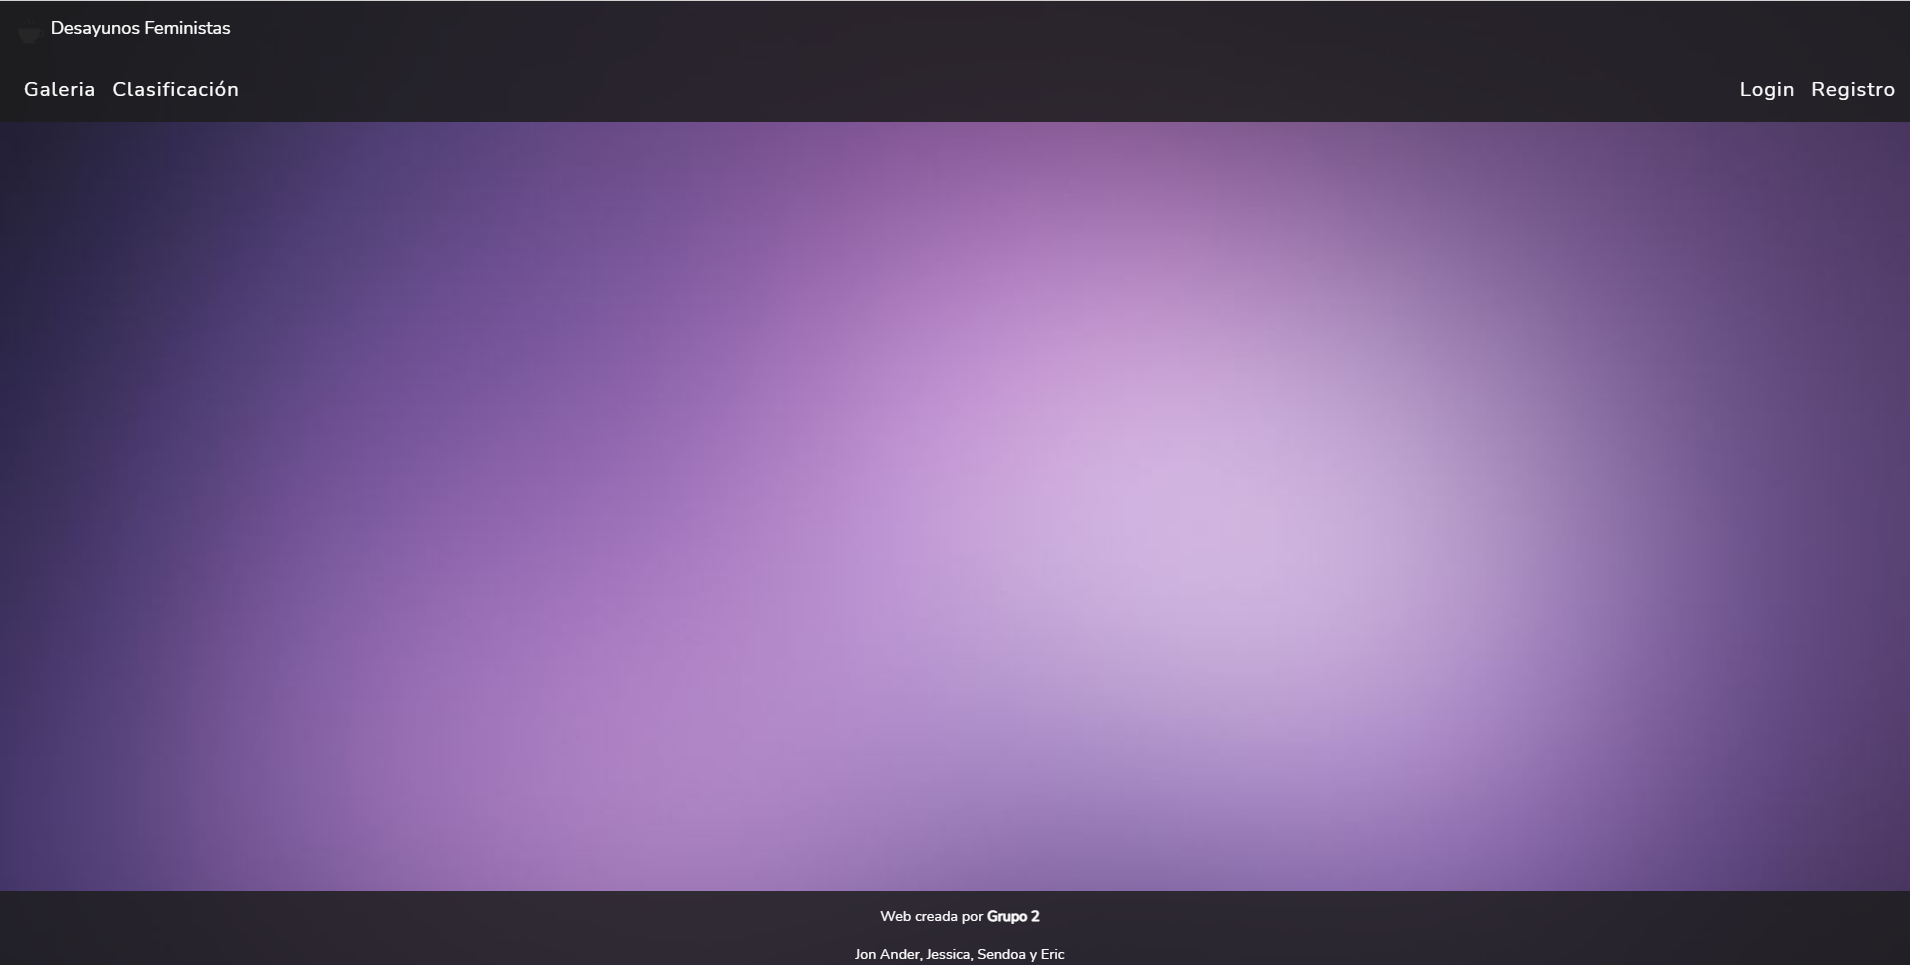 Desayunos Feministas
Galeria Clasificación Login Registro
Web creada por Grupo 2
Jon Ander, Jessica, Sendoa y Eric